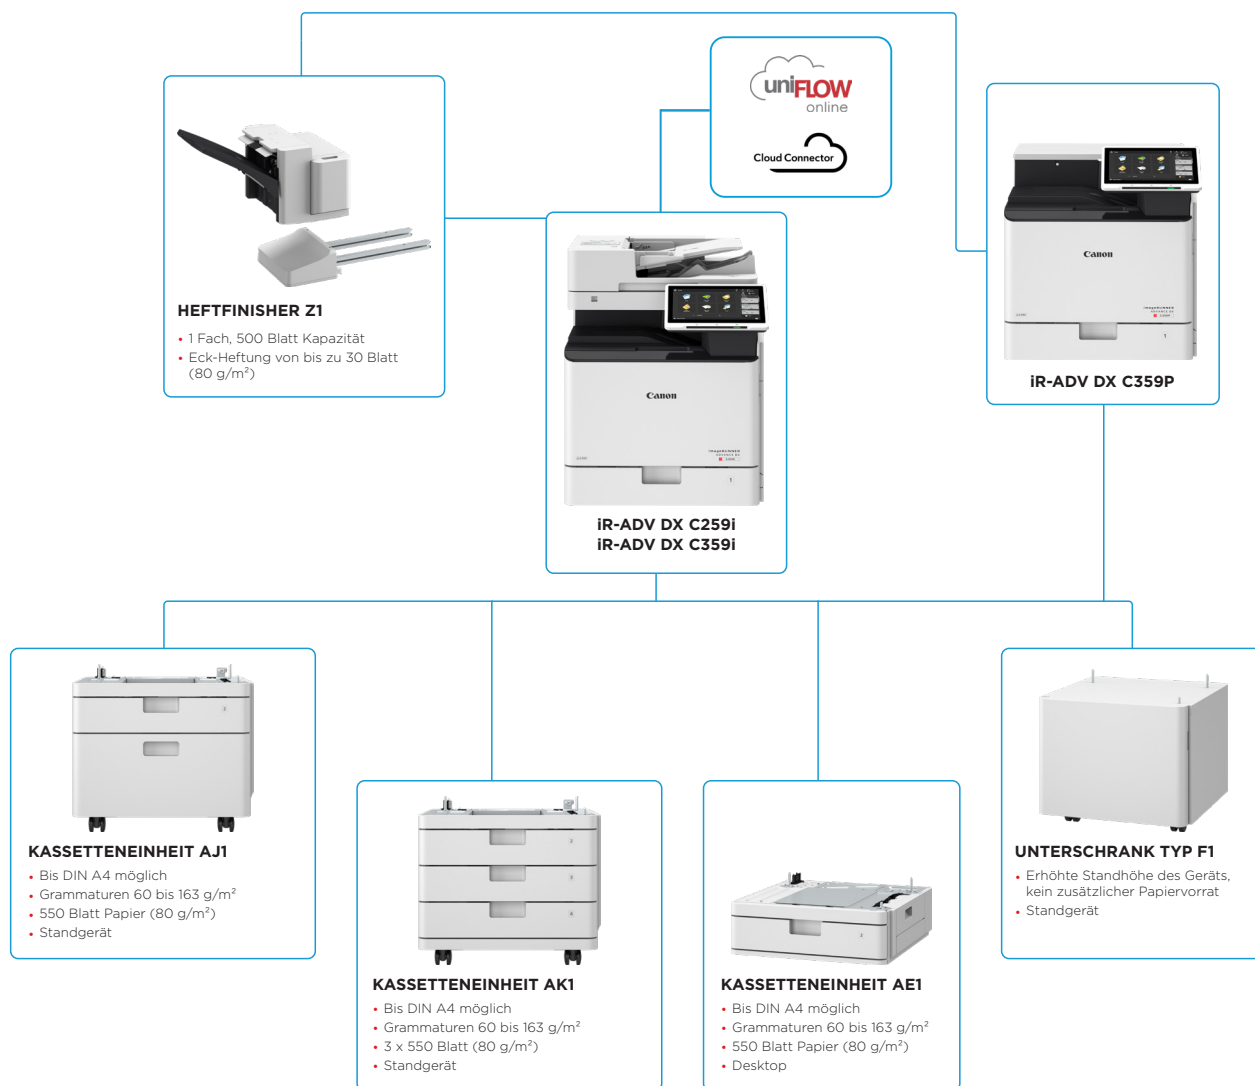 uniFLOW
online
Cloud Connector
HEFTFINISHER Z1
• 1 Fach, 500 Blatt Kapazität
• Eck-Heftung von bis zu 30 Blatt
(80 g/m²)
Canon
iR-ADV DX C259i
iR-ADV DX C359i
Canon
iR-ADV DX C359P
KASSETTENEINHEIT AJ1
• Bis DIN A4 möglich
• Grammaturen 60 bis 163 g/m²
• 550 Blatt Papier (80 g/m²)
• Standgerät
KASSETTENEINHEIT AK1
• Bis DIN A4 möglich
• Grammaturen 60 bis 163 g/m²
• 3 x 550 Blatt (80 g/m²)
• Standgerät
KASSETTENEINHEIT AE1
• Bis DIN A4 möglich
• Grammaturen 60 bis 163 g/m²
• 550 Blatt Papier (80 g/m²)
• Desktop
UNTERSCHRANK TYP F1
• Erhöhte Standhöhe des Geräts,
kein zusätzlicher Papiervorrat
• Standgerät